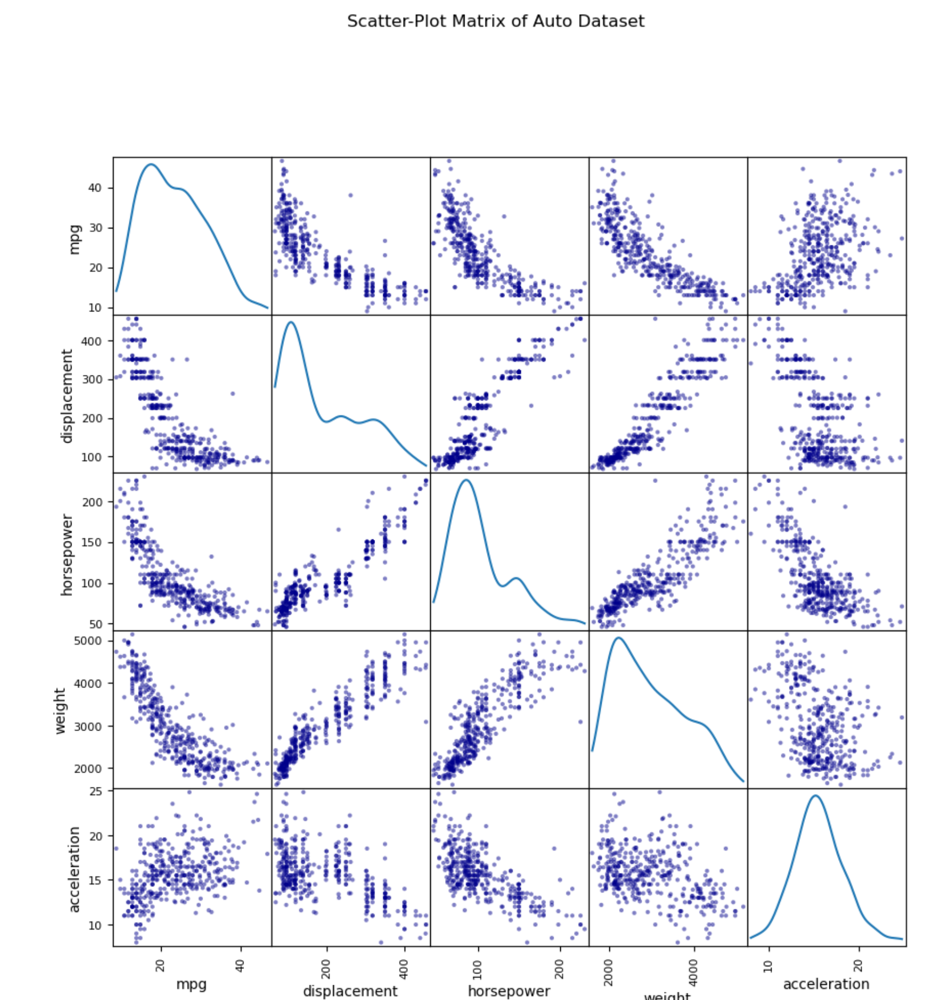 Scatter-Plot Matrix of Auto Dataset
40
30
20
10
mpg
400
300
200
100
displacement
200
150
100
50
horsepower
5000
4000
3000
2000
weight
25
20
15
10
acceleration
20 40
200 400
100 200
2000 4000
10 20
mpg
displacement
horsepower
weight
acceleration